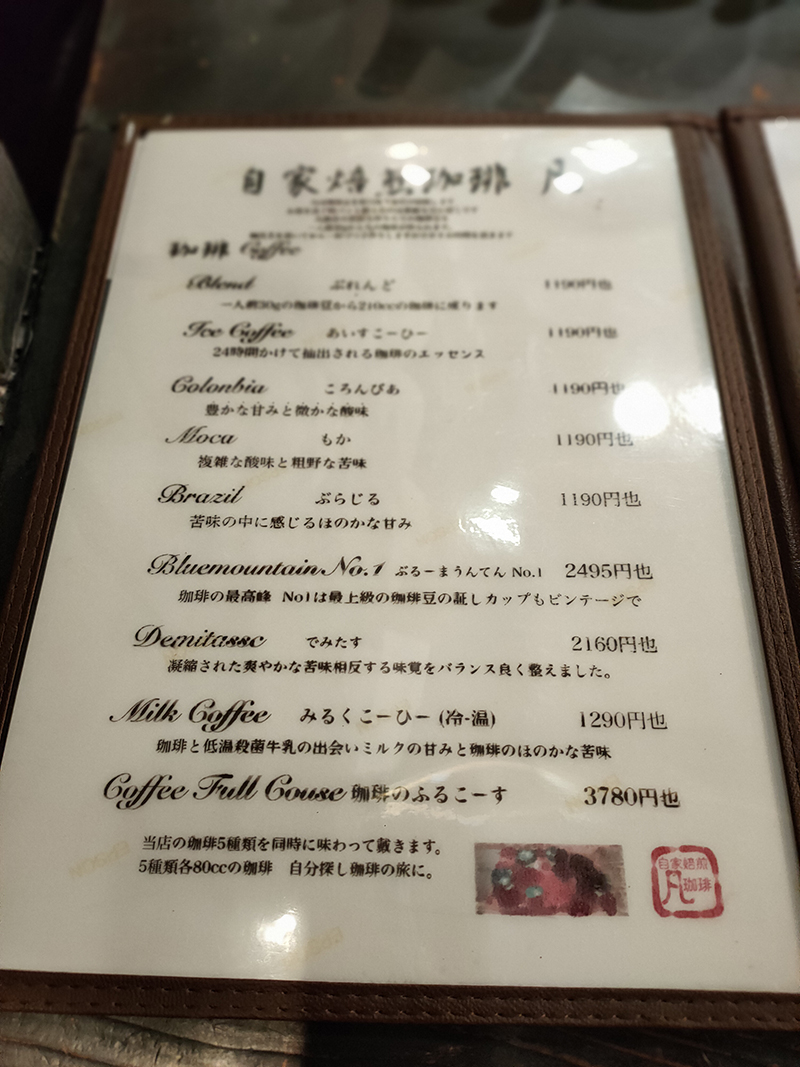 自家焙煎珈琲 凡
珈琲 Coffee
Blend ぶれんど 1190円也
一人前30gの珈琲豆から210ccの珈琲に成ります
Ice Coffee あいすこーひー 1190円也
24時間かけて抽出される珈琲のエッセンス
Colonbia ころんびあ 1190円也
豊かな甘みと微かな酸味
Moca もか 1190円也
複雑な酸味と粗野な苦味
Brazil ぶらじる 1190円也
苦味の中に感じるほのかな甘み
Bluemountain No.1 ぶるーまうんてん No.1 2495円也
珈琲の最高峰 No1は最上級の珈琲豆の証しカップもビンテージで
Demitassc でみたす 2160円也
凝縮された爽やかな苦味相反する味覚をバランス良く整えました。
Milk Coffee みるくこーひー (冷-温) 1290円也
珈琲と低温殺菌牛乳の出会いミルクの甘みと珈琲のほのかな苦味
Coffee Full Couse 珈琲のふるこーす 3780円也
当店の珈琲5種類を同時に味わって戴きます。
5種類各80ccの珈琲 自分探し珈琲の旅に。
自家焙煎
凡珈琲